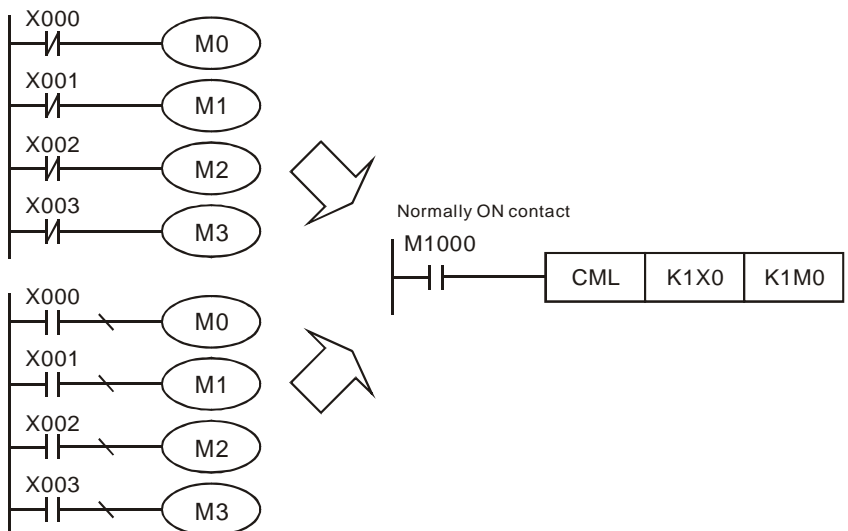 X000
M0
X001
M1
X002
M2
X003
M3
Normally ON contact
M1000
CML K1X0 K1M0
X000
M0
X001
M1
X002
M2
X003
M3